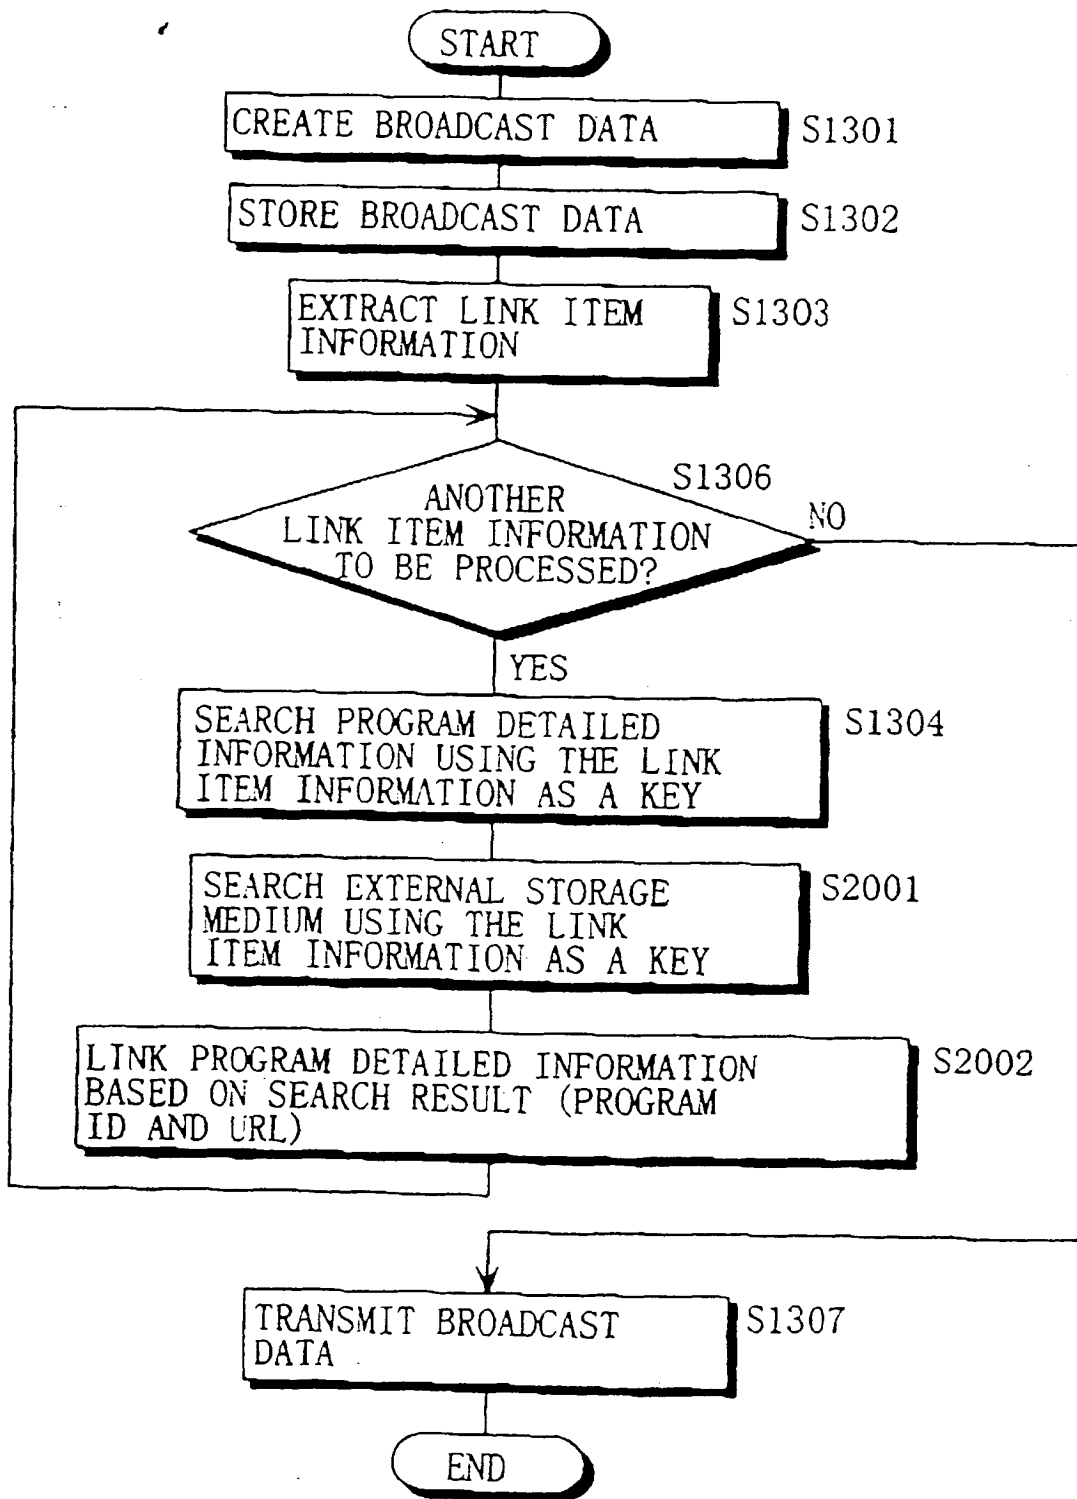 START
CREATE BROADCAST DATA
S1301
STORE BROADCAST DATA
S1302
EXTRACT LINK ITEM
INFORMATION
S1303
S1306
ANOTHER
LINK ITEM INFORMATION
TO BE PROCESSED?
NO
YES
SEARCH PROGRAM DETAILED
INFORMATION USING THE LINK
ITEM INFORMATION AS A KEY
S1304
SEARCH EXTERNAL STORAGE
MEDIUM USING THE LINK
ITEM INFORMATION AS A KEY
S2001
LINK PROGRAM DETAILED INFORMATION
BASED ON SEARCH RESULT (PROGRAM
ID AND URL)
S2002
TRANSMIT BROADCAST
DATA
S1307
END